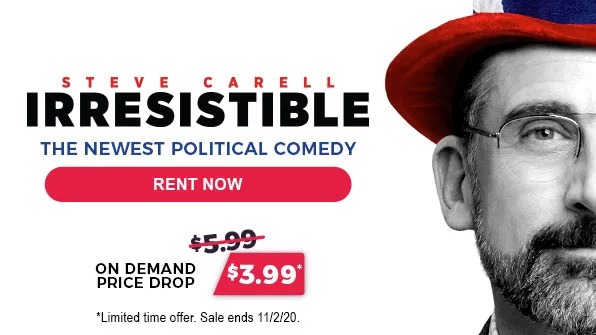 STEVE CARELL
IRRESISTIBLE
THE NEWEST POLITICAL COMEDY
RENT NOW
$5.99
ON DEMAND
PRICE DROP
$3.99*
*Limited time offer. Sale ends 11/2/20.